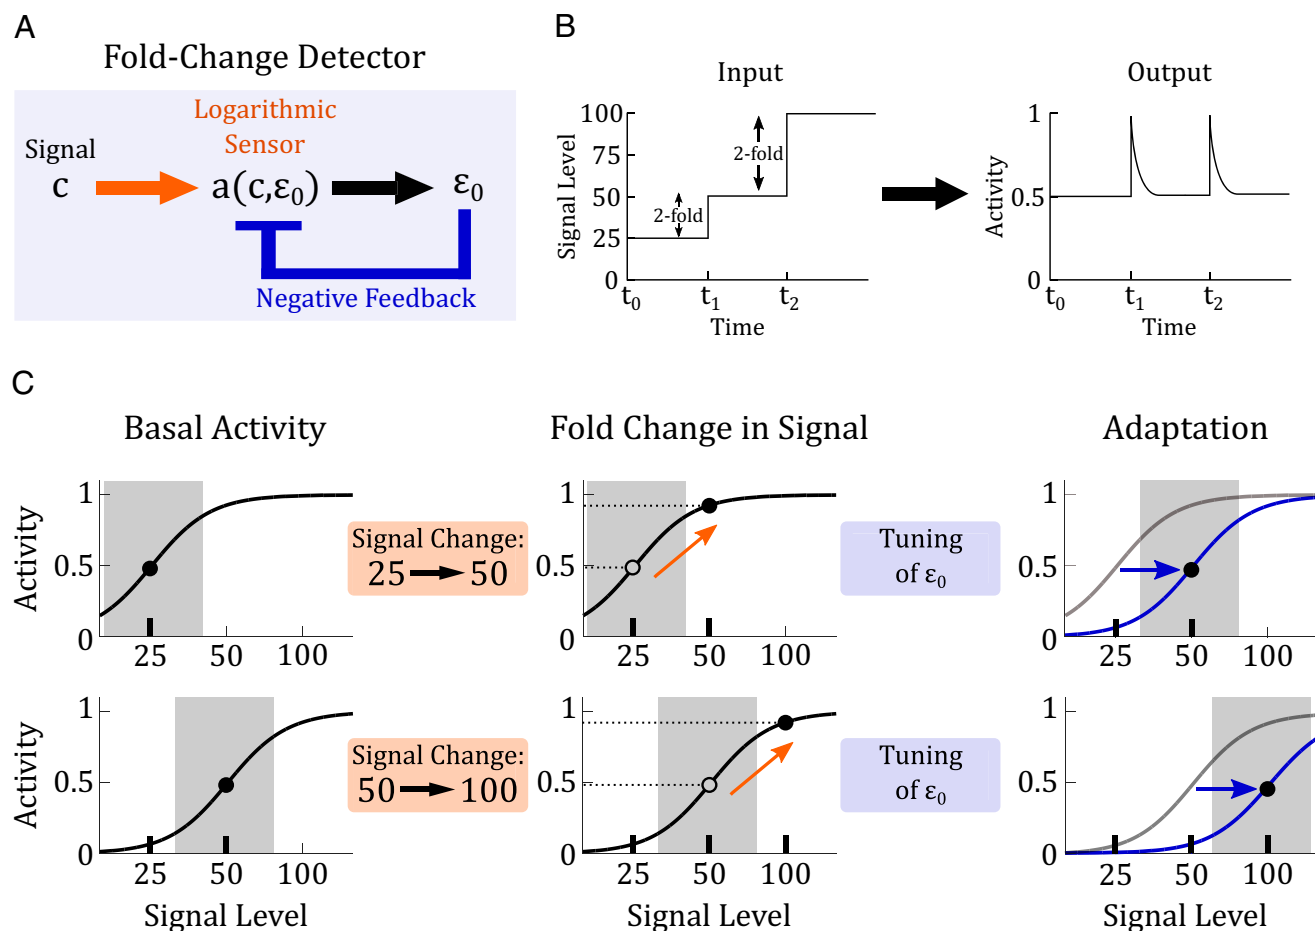 A
Fold-Change Detector
Logarithmic
Sensor
Signal
c
a(c,ε₀)
ε₀
Negative Feedback
B
Input
Signal Level
100
75
50
25
0
2-fold
2-fold
t₀
t₁
t₂
Time
Output
Activity
1
0.5
0
t₀
t₁
t₂
Time
C
Basal Activity
Fold Change in Signal
Adaptation
Activity
1
0.5
0
25
50
100
Signal Change:
25
50
1
0.5
0
25
50
100
Tuning
of ε₀
1
0.5
0
25
50
100
Activity
1
0.5
0
25
50
100
Signal Level
Signal Change:
50
100
1
0.5
0
25
50
100
Signal Level
Tuning
of ε₀
1
0.5
0
25
50
100
Signal Level